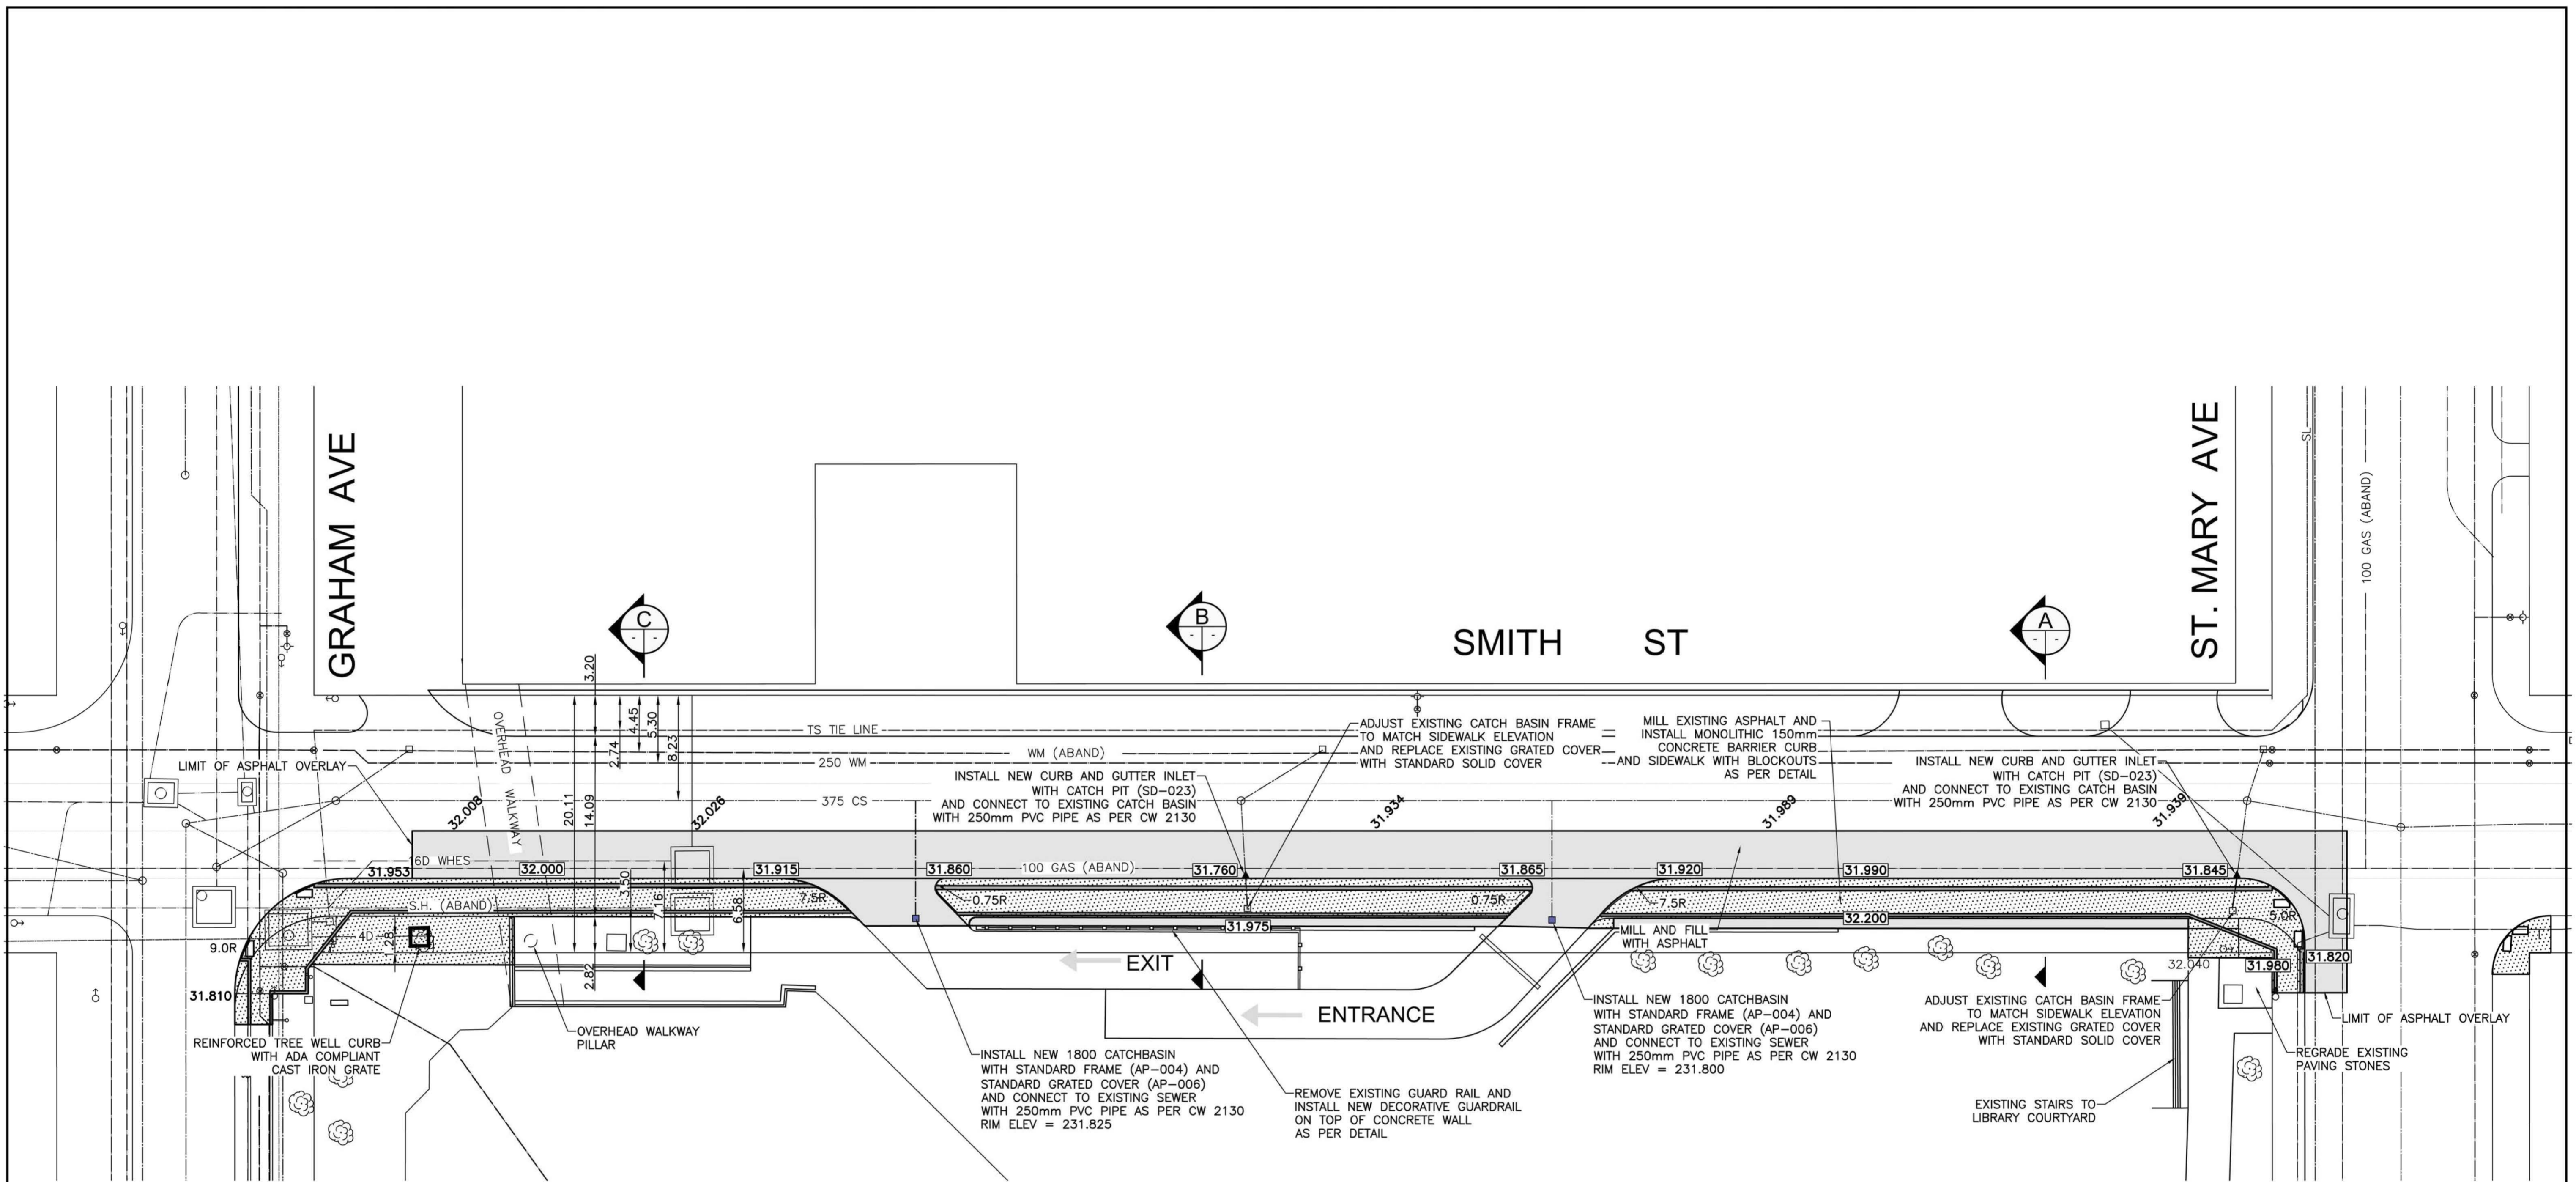 GRAHAM AVE
ST. MARY AVE
SL
100 GAS (ABAND)
C
- -
B
- -
A
- -
SMITH ST
3.20
2.74
4.45
5.30
8.23
20.11
14.09
OVERHEAD WALKWAY
TS TIE LINE
WM (ABAND)
250 WM
375 CS
LIMIT OF ASPHALT OVERLAY
INSTALL NEW CURB AND GUTTER INLET
WITH CATCH PIT (SD-023)
AND CONNECT TO EXISTING CATCH BASIN
WITH 250mm PVC PIPE AS PER CW 2130
ADJUST EXISTING CATCH BASIN FRAME
TO MATCH SIDEWALK ELEVATION
AND REPLACE EXISTING GRATED COVER
WITH STANDARD SOLID COVER
MILL EXISTING ASPHALT AND
INSTALL MONOLITHIC 150mm
CONCRETE BARRIER CURB
AND SIDEWALK WITH BLOCKOUTS
AS PER DETAIL
INSTALL NEW CURB AND GUTTER INLET
WITH CATCH PIT (SD-023)
AND CONNECT TO EXISTING CATCH BASIN
WITH 250mm PVC PIPE AS PER CW 2130
32.008
32.026
31.934
31.989
31.939
16D WHES
31.953
32.000
31.915
31.860
100 GAS (ABAND)
31.760
31.865
31.920
31.990
31.845
S.H. (ABAND)
3.50
7.16
6.58
7.5R
0.75R
0.75R
7.5R
5.0R
32.200
31.975
4D
1.28
9.0R
2.82
MILL AND FILL
WITH ASPHALT
EXIT
ENTRANCE
32.040
31.980
31.820
31.810
REINFORCED TREE WELL CURB
WITH ADA COMPLIANT
CAST IRON GRATE
OVERHEAD WALKWAY
PILLAR
INSTALL NEW 1800 CATCHBASIN
WITH STANDARD FRAME (AP-004) AND
STANDARD GRATED COVER (AP-006)
AND CONNECT TO EXISTING SEWER
WITH 250mm PVC PIPE AS PER CW 2130
RIM ELEV = 231.825
REMOVE EXISTING GUARD RAIL AND
INSTALL NEW DECORATIVE GUARDRAIL
ON TOP OF CONCRETE WALL
AS PER DETAIL
INSTALL NEW 1800 CATCHBASIN
WITH STANDARD FRAME (AP-004) AND
STANDARD GRATED COVER (AP-006)
AND CONNECT TO EXISTING SEWER
WITH 250mm PVC PIPE AS PER CW 2130
RIM ELEV = 231.800
ADJUST EXISTING CATCH BASIN FRAME
TO MATCH SIDEWALK ELEVATION
AND REPLACE EXISTING GRATED COVER
WITH STANDARD SOLID COVER
LIMIT OF ASPHALT OVERLAY
REGRADE EXISTING
PAVING STONES
EXISTING STAIRS TO
LIBRARY COURTYARD